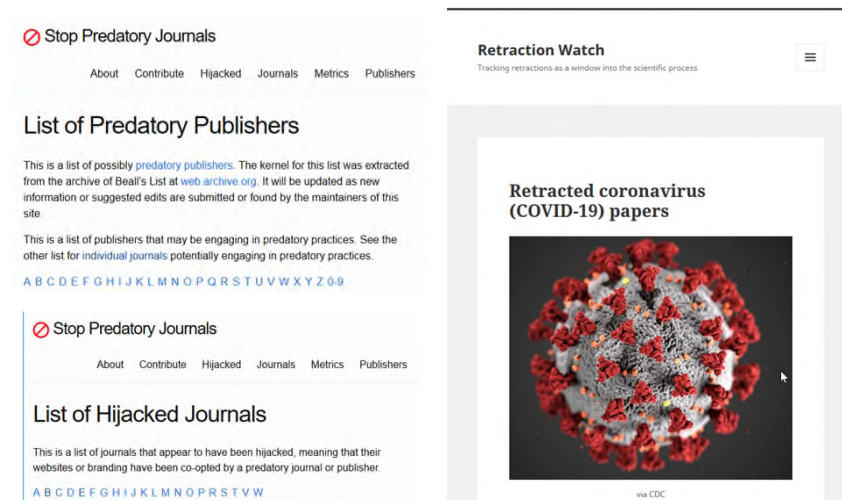 Stop Predatory Journals
About Contribute Hijacked Journals Metrics Publishers
List of Predatory Publishers
This is a list of possibly predatory publishers. The kernel for this list was extracted
from the archive of Beall's List at web.archive.org. It will be updated as new
information or suggested edits are submitted or found by the maintainers of this
site.
This is a list of publishers that may be engaging in predatory practices. See the
other list for individual journals potentially engaging in predatory practices.
A B C D E F G H I J K L M N O P Q R S T U V W X Y Z 0-9
Stop Predatory Journals
About Contribute Hijacked Journals Metrics Publishers
List of Hijacked Journals
This is a list of journals that appear to have been hijacked, meaning that their
websites or branding have been co-opted by a predatory journal or publisher.
A B C D E F G H I J K L M N O P R S T V W
Retraction Watch
Tracking retractions as a window into the scientific process
Retracted coronavirus
(COVID-19) papers
via CDC